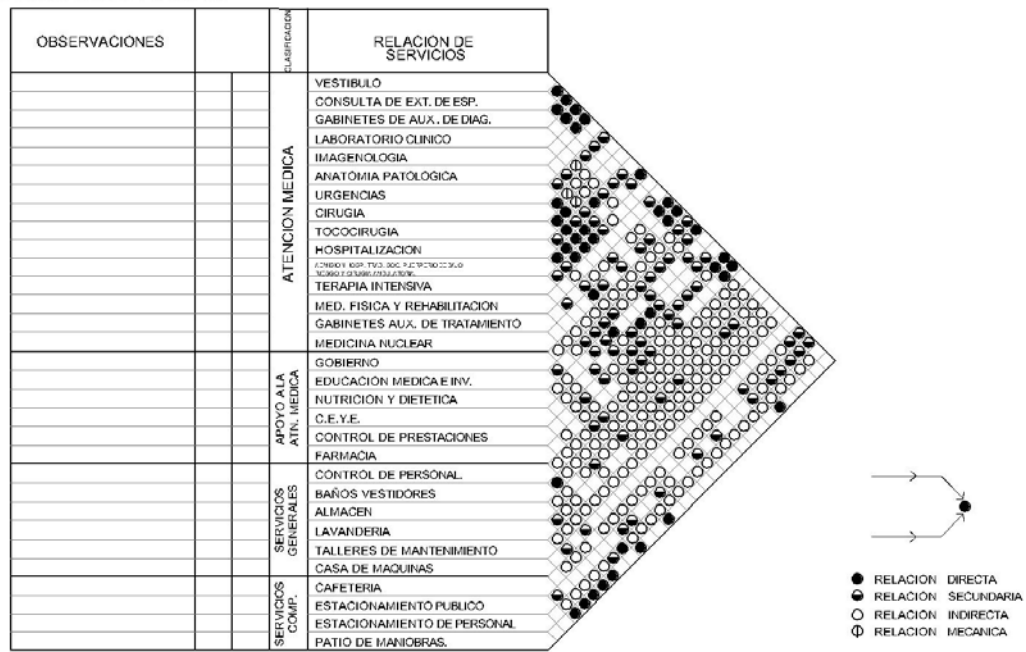 OBSERVACIONES
CLASIFICACION
RELACIÓN DE
SERVICIOS
ATENCION MEDICA
VESTIBULO
CONSULTA DE EXT. DE ESP.
GABINETES DE AUX. DE DIAG.
LABORATORIO CLINICO
IMAGENOLOGIA
ANATOMIA PATOLOGICA
URGENCIAS
CIRUGIA
TOCOCIRUGIA
HOSPITALIZACION
TERAPIA INTENSIVA
MED. FISICA Y REHABILITACION
GABINETES AUX. DE TRATAMIENTO
MEDICINA NUCLEAR
APOYO A LA
ATN. MEDICA
GOBIERNO
EDUCACION MEDICA E INV.
NUTRICION Y DIETETICA
C.E.Y.E.
CONTROL DE PRESTACIONES
FARMACIA
SERVICIOS
GENERALES
CONTROL DE PERSONAL.
BAÑOS VESTIDORES
ALMACEN
LAVANDERIA
TALLERES DE MANTENIMIENTO
CASA DE MAQUINAS
SERVICIOS
COMP.
CAFETERIA
ESTACIONAMIENTO PUBLICO
ESTACIONAMIENTO DE PERSONAL
PATIO DE MANIOBRAS.
RELACION DIRECTA
RELACION SECUNDARIA
RELACION INDIRECTA
RELACION MECANICA